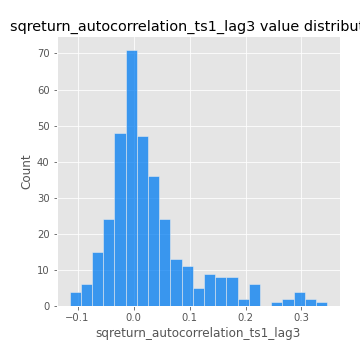 sqreturn_autocorrelation_ts1_lag3 value distribut
70
60
50
40
30
20
10
0
Count
−0.1 0.0 0.1 0.2 0.3
sqreturn_autocorrelation_ts1_lag3